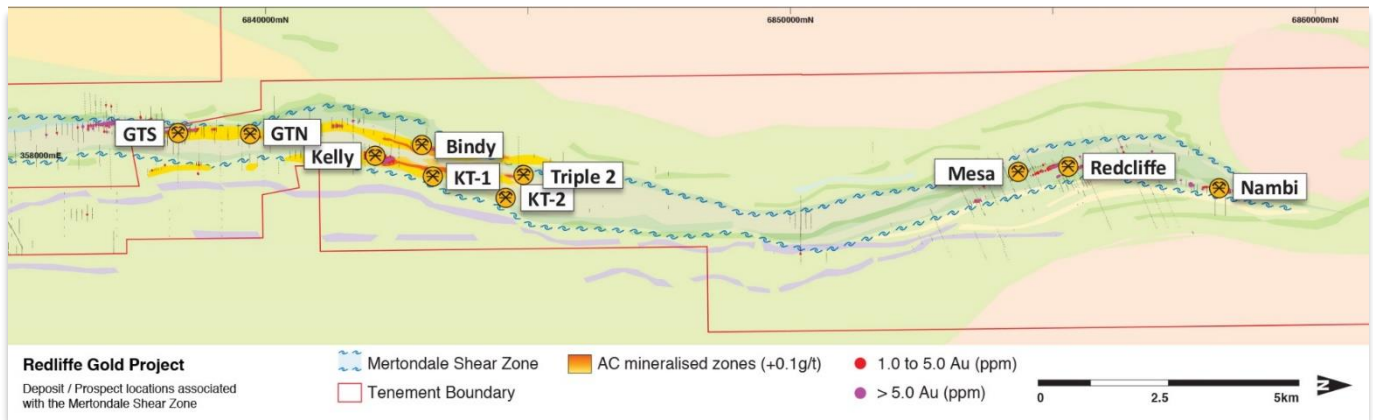 6840000mN
6850000mN
6860000mN
358000mE
GTS
GTN
Bindy
Kelly
KT-1
Triple 2
KT-2
Mesa
Redcliffe
Nambi
Redliffe Gold Project
Deposit / Prospect locations associated
with the Mertondale Shear Zone
Mertondale Shear Zone
Tenement Boundary
AC mineralised zones (+0.1g/t)
1.0 to 5.0 Au (ppm)
> 5.0 Au (ppm)
0 2.5 5km
N